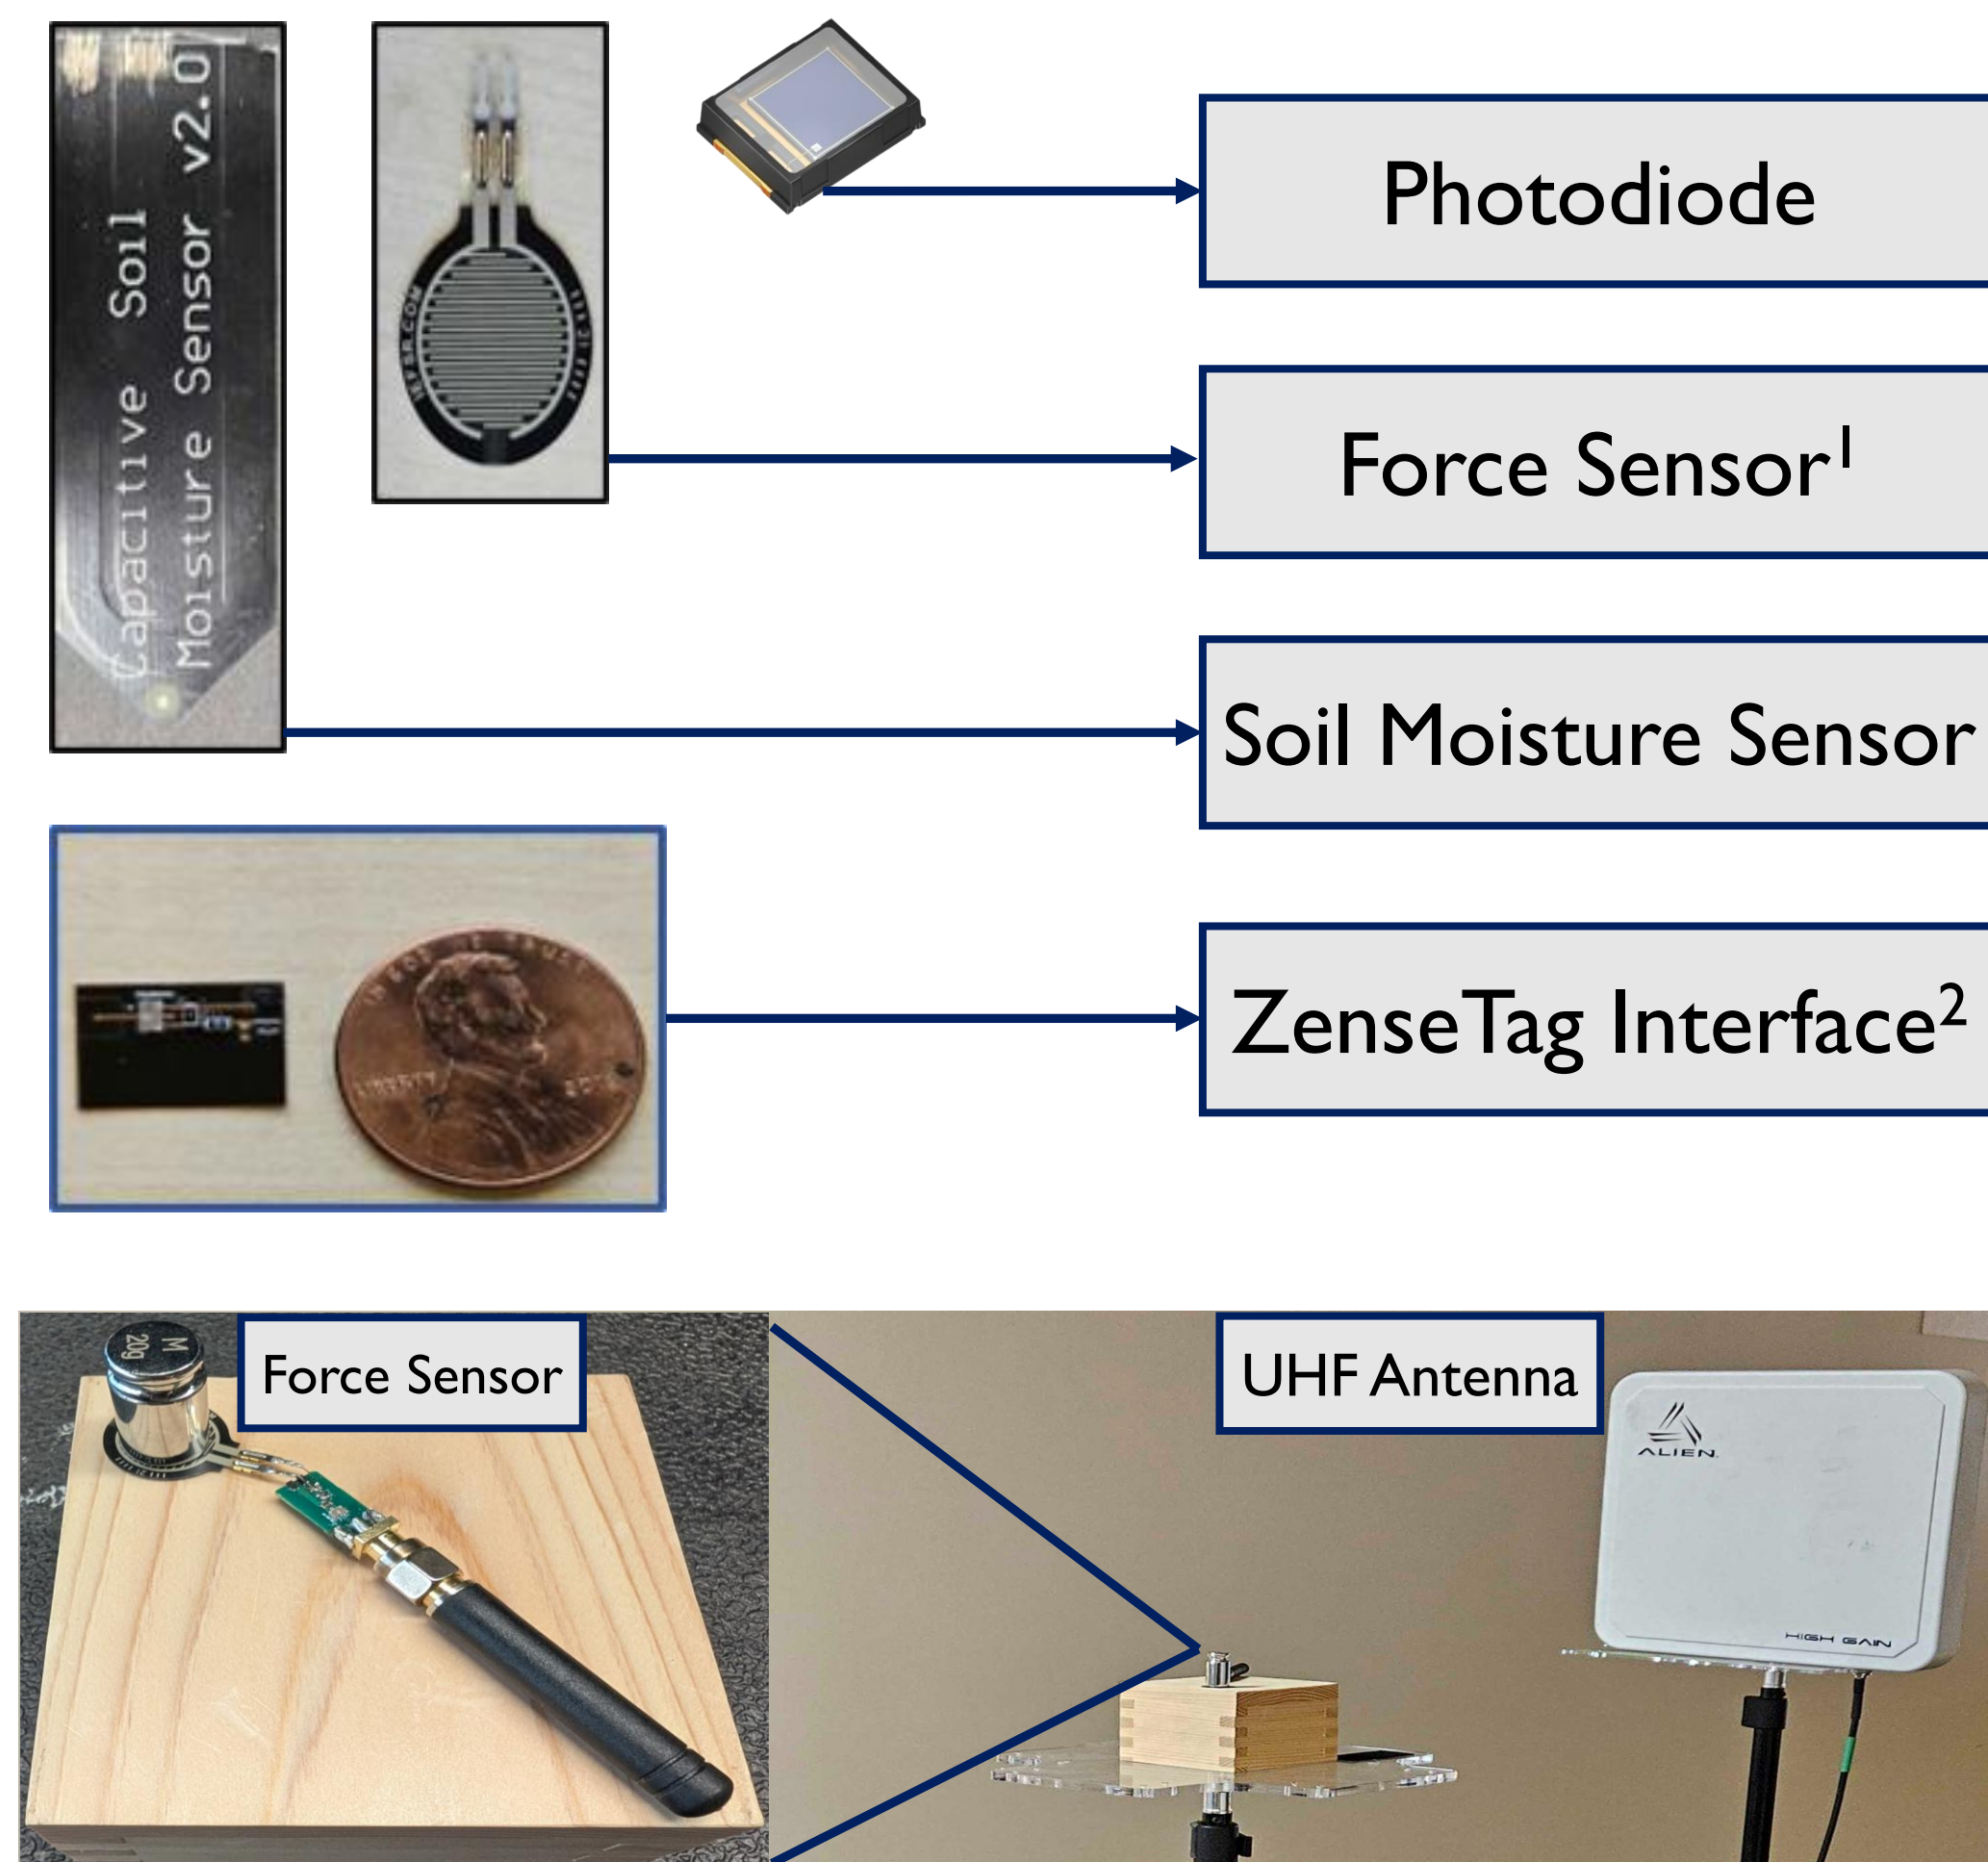 Capacitive Soil
Moisture Sensor v2.0
Photodiode
Force Sensor¹
Soil Moisture Sensor
ZenseTag Interface²
LIBERTY
M
20g
Force Sensor
UHF Antenna
ALIEN
HIGH GAIN